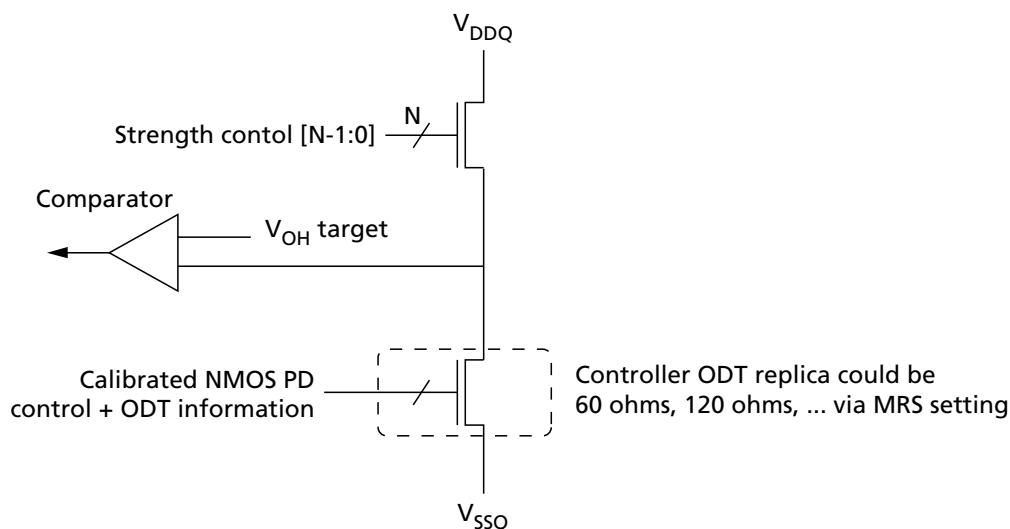 VDDQ
N
Strength contol [N-1:0]
Comparator
VOH target
Calibrated NMOS PD
control + ODT information
Controller ODT replica could be
60 ohms, 120 ohms, ... via MRS setting
VSSQ